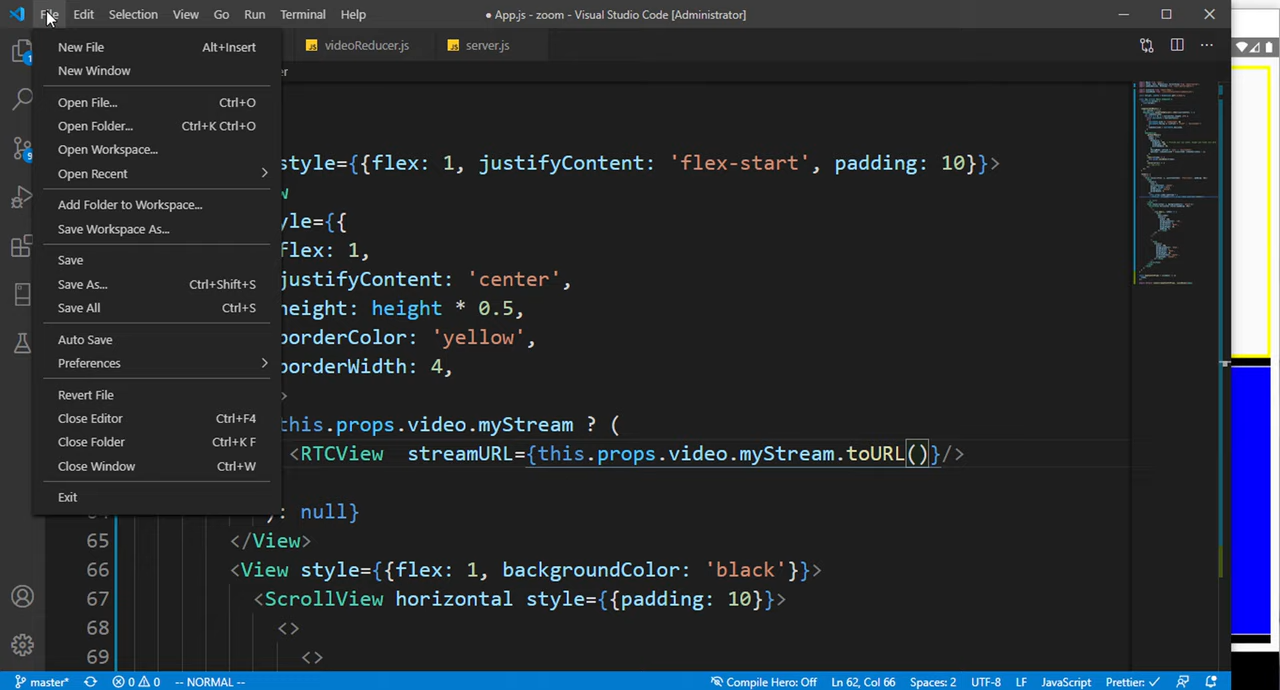 File Edit Selection View Go Run Terminal Help ● App.js - zoom - Visual Studio Code [Administrator]
New File Alt+Insert
New Window
Open File... Ctrl+O
Open Folder... Ctrl+K Ctrl+O
Open Workspace...
Open Recent
Add Folder to Workspace...
Save Workspace As...
Save
Save As... Ctrl+Shift+S
Save All Ctrl+S
Auto Save
Preferences
Revert File
Close Editor Ctrl+F4
Close Folder Ctrl+K F
Close Window Ctrl+W
Exit
JS videoReducer.js JS server.js
1
9
style={{flex: 1, justifyContent: 'flex-start', padding: 10}}>
yle={{
flex: 1,
justifyContent: 'center',
height: height * 0.5,
borderColor: 'yellow',
borderWidth: 4,
>
this.props.video.myStream ? (
<RTCView streamURL={this.props.video.myStream.toURL()}/>
): null}
65 </View>
66 <View style={{flex: 1, backgroundColor: 'black'}}>
67 <ScrollView horizontal style={{padding: 10}}>
68 <>
69 <>
master* 0 0 -- NORMAL -- Compile Hero: Off Ln 62, Col 66 Spaces: 2 UTF-8 LF JavaScript Prettier: ✓